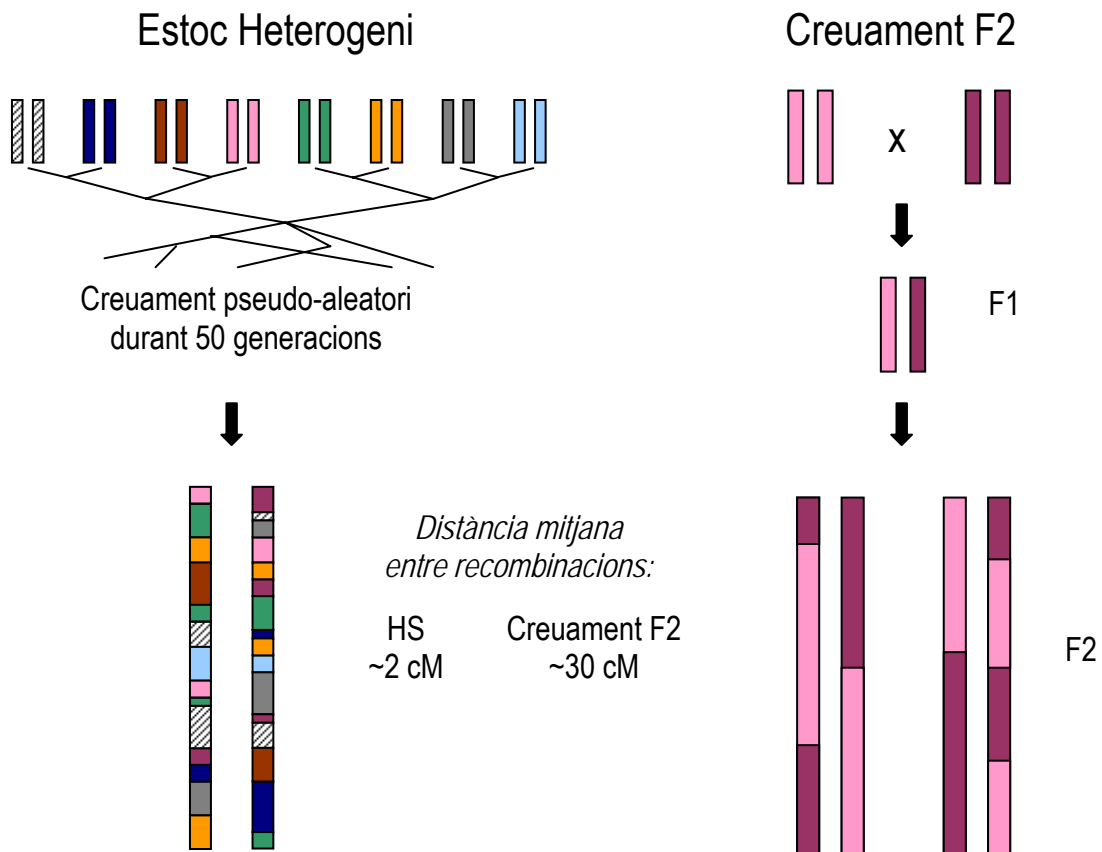 Estoc Heterogeni
Creuament F2
x
F1
Creuament pseudo-aleatori
durant 50 generacions
Distància mitjana
entre recombinacions:
HS
~2 cM
Creuament F2
~30 cM
F2